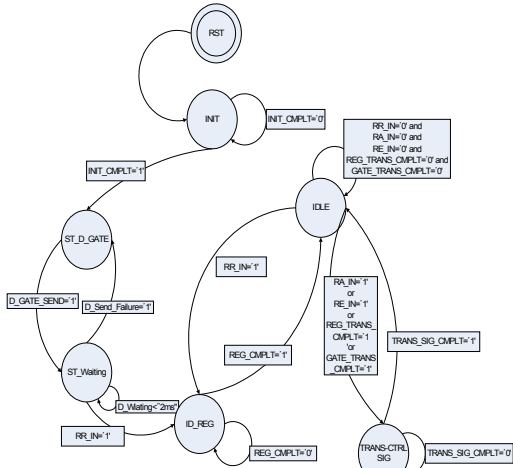 RST
INIT
INIT_CMPLT=`0'
RR_IN=`0' and
RA_IN=`0' and
RE_IN=`0' and
REG_TRANS_CMPLT=`0' and
GATE_TRANS_CMPLT=`0'
INIT_CMPLT=`1'
IDLE
ST_D_GATE
RR_IN=`1'
RA_IN=`1'
or
RE_IN=`1'
or
REG_TRANS_
CMPLT=`1
'or
GATE_TRANS
_CMPLT=`1'
D_GATE_SEND=`1'
D_Send_Failure=`1'
TRANS_SIG_CMPLT=`1'
REG_CMPLT=`1'
ST_Waiting
D_Wiating<"2ms"
RR_IN=`1'
ID_REG
REG_CMPLT=`0'
TRANS-CTRL
SIG
TRANS_SIG_CMPLT=`0'